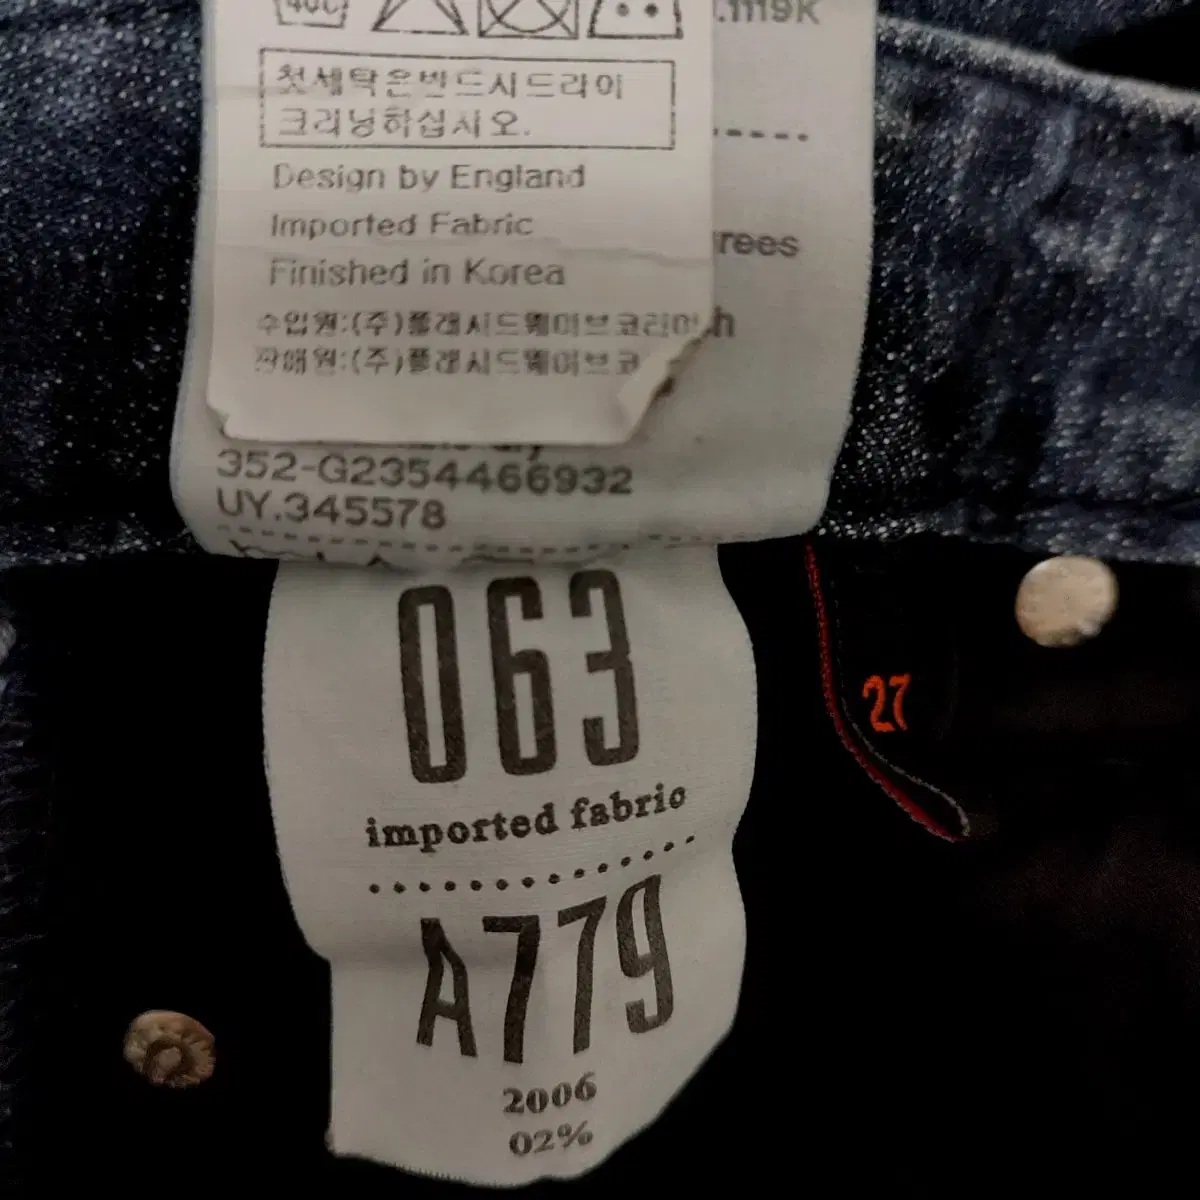 40℃
.1119K
첫세탁은반드시드라이
크리닝하십시오.
Design by England
Imported Fabric
rees
Finished in Korea
수입원:(주)플래시드웨이브코리아
h
판매원:(주)플래시드웨이브코
352-G2354466932
UY.345578
063
imported fabric
27
A779
2006
02%